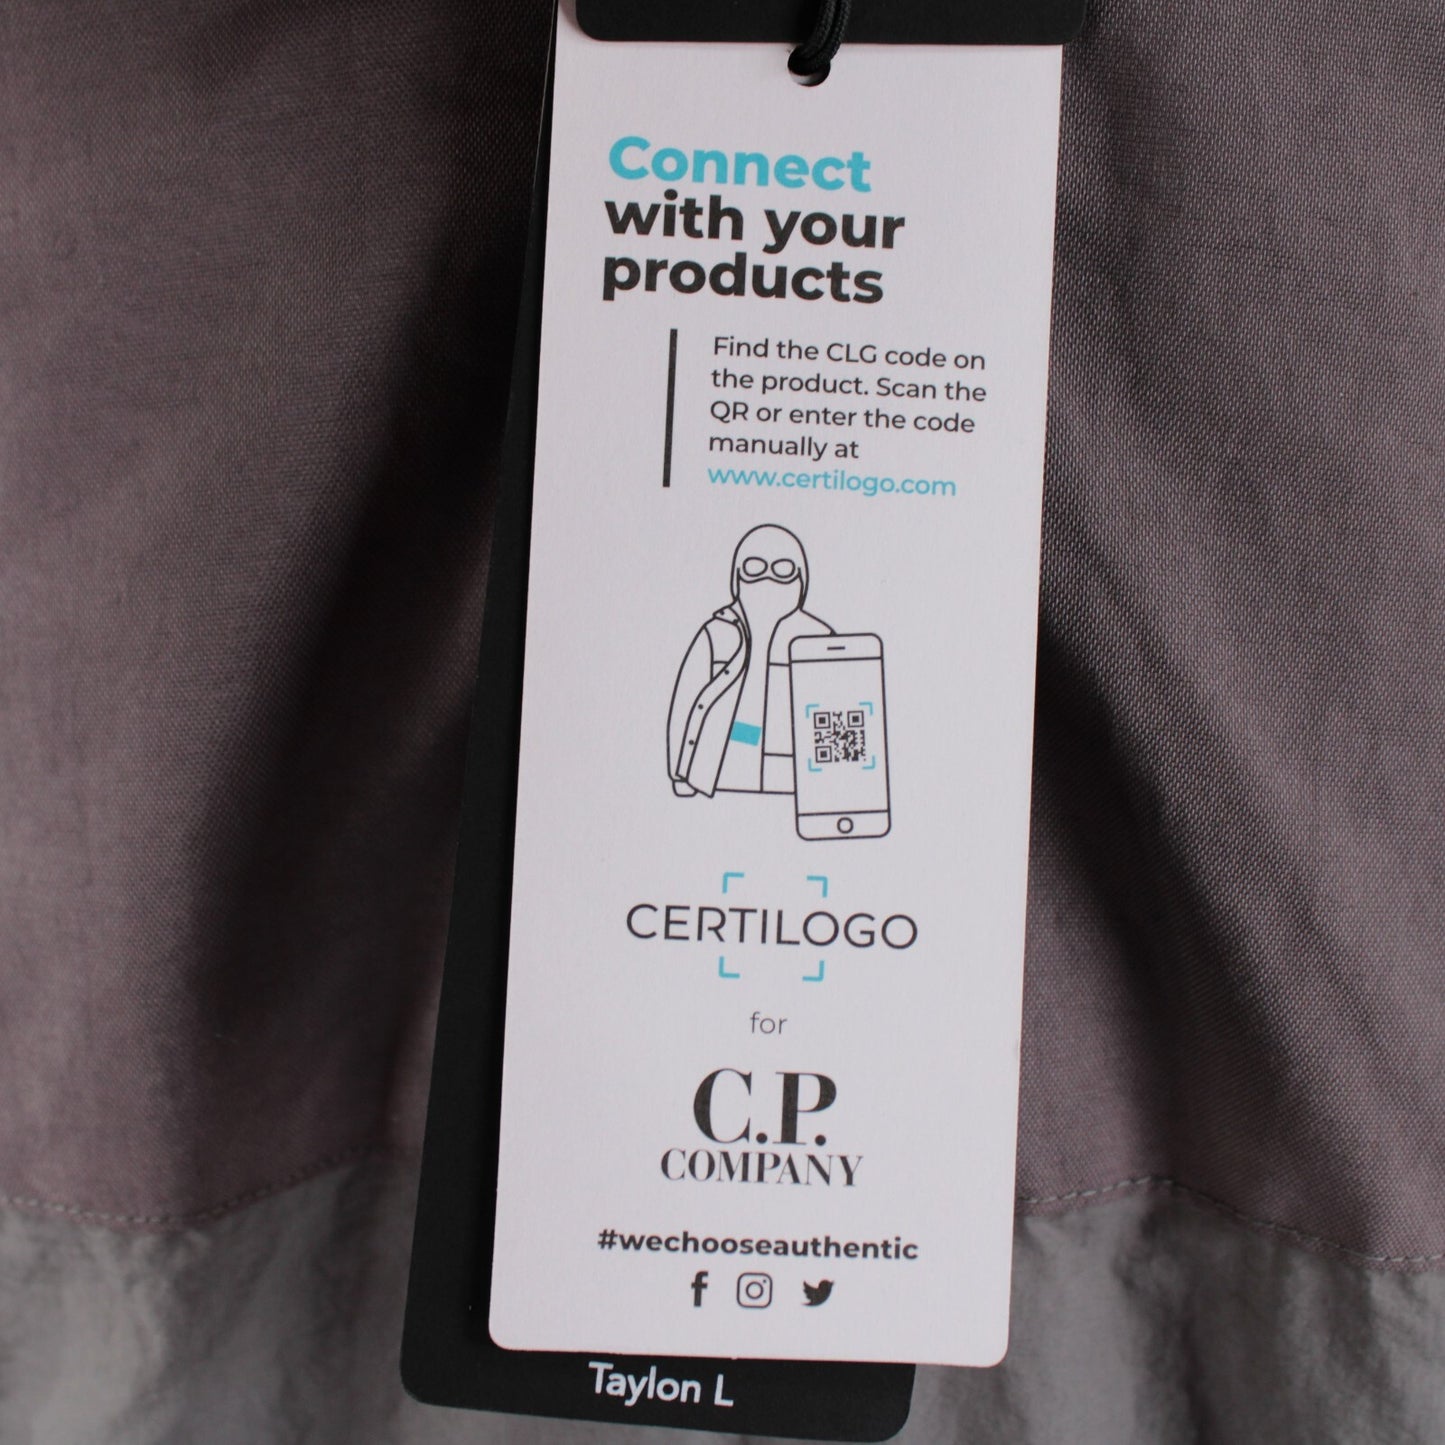 Connect
with your
products
Find the CLG code on
the product. Scan the
QR or enter the code
manually at
www.certilogo.com
CERTILOGO
for
C.P.
COMPANY
#wechooseauthentic
Taylon L